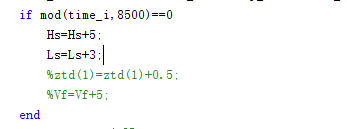 if mod(time_i,8500)==0
Hs=Hs+5;
Ls=Ls+3;
%ztd(1)=ztd(1)+0.5;
%Vf=Vf+5;
end